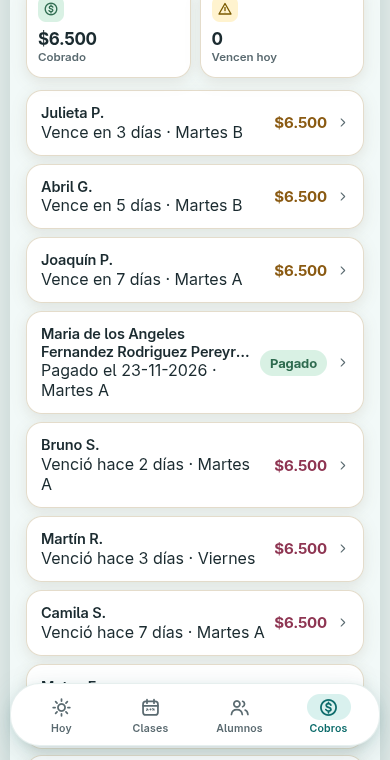 $6.500
Cobrado
0
Vencen hoy
Julieta P.
Vence en 3 días · Martes B
$6.500
Abril G.
Vence en 5 días · Martes B
$6.500
Joaquín P.
Vence en 7 días · Martes A
$6.500
Maria de los Angeles
Fernandez Rodriguez Pereyr...
Pagado el 23-11-2026 ·
Martes A
Pagado
Bruno S.
Venció hace 2 días · Martes
A
$6.500
Martín R.
Venció hace 3 días · Viernes
$6.500
Camila S.
Venció hace 7 días · Martes A
$6.500
Hoy
Clases
Alumnos
Cobros